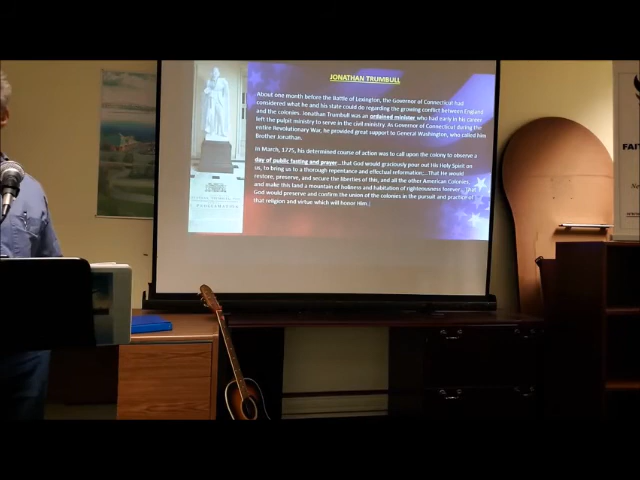 JONATHAN TRUMBULL
About one month before the Battle of Lexington, the Governor of Connecticut had
considered what he and his state could do regarding the growing conflict between England
and the colonies. Jonathan Trumbull was an ordained minister who had early in his career
left the pulpit ministry to serve in the civil ministry. As Governor of Connecticut during the
entire Revolutionary War, he provided great support to General Washington, who called him
Brother Jonathan.
In March, 1775, his determined course of action was to call upon the colony to observe a
day of public fasting and prayer...that God would graciously pour out His Holy Spirit on
us, to bring us to a thorough repentance and effectual reformation;...That He would
restore, preserve, and secure the liberties of this, and all the other American Colonies,
and make this land a mountain of holiness and habitation of righteousness forever...That
God would preserve and confirm the union of the colonies in the pursuit and practice of
that religion and virtue which will honor Him.
FAIT